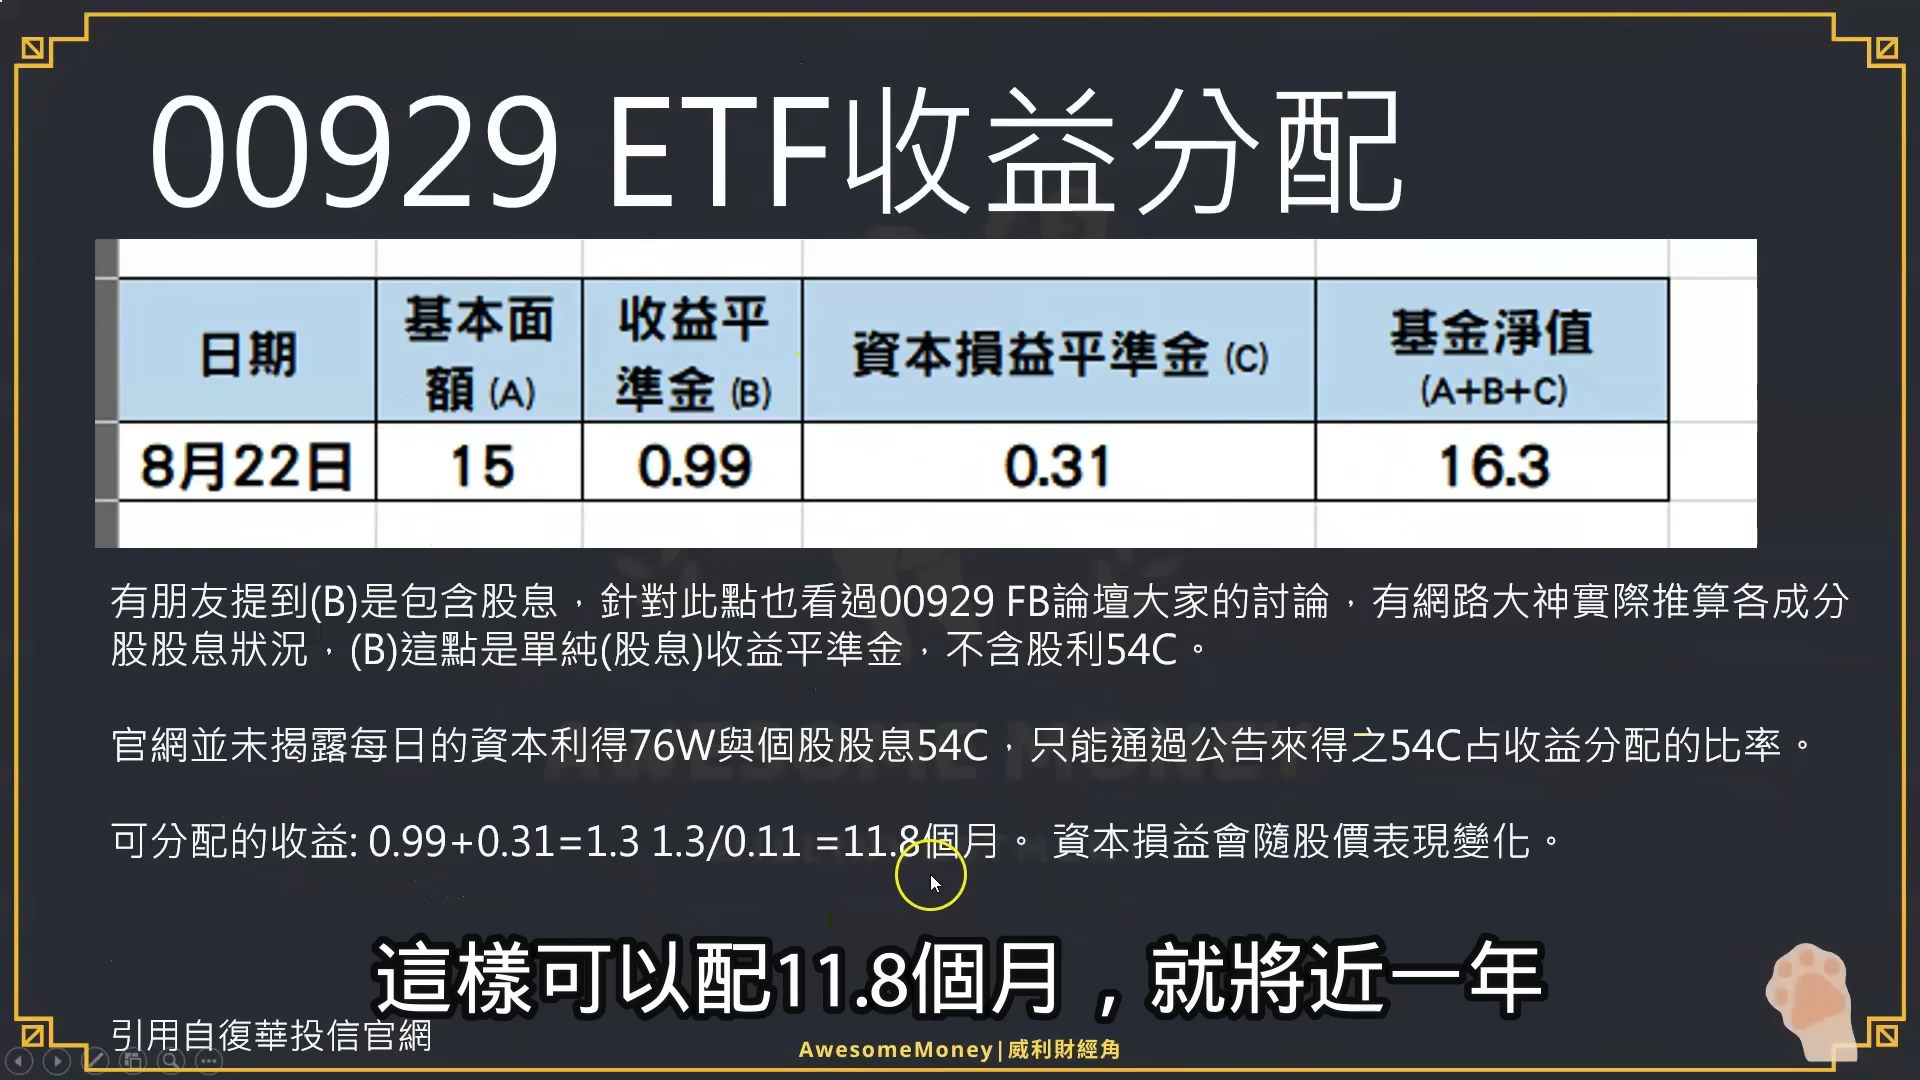 00929 ETF收益分配
日期
基本面額 (A)
收益平準金 (B)
資本損益平準金 (C)
基金淨值 (A+B+C)
8月22日
15
0.99
0.31
16.3
有朋友提到(B)是包含股息，針對此點也看過00929 FB論壇大家的討論，有網路大神實際推算各成分
股股息狀況，(B)這點是單純(股息)收益平準金，不含股利54C。
官網並未揭露每日的資本利得76W與個股股息54C，只能通過公告來得之54C占收益分配的比率。
可分配的收益: 0.99+0.31=1.3 1.3/0.11 =11.8個月。 資本損益會隨股價表現變化。
這樣可以配11.8個月，就將近一年
引用自復華投信官網
AwesomeMoney|威利財經角